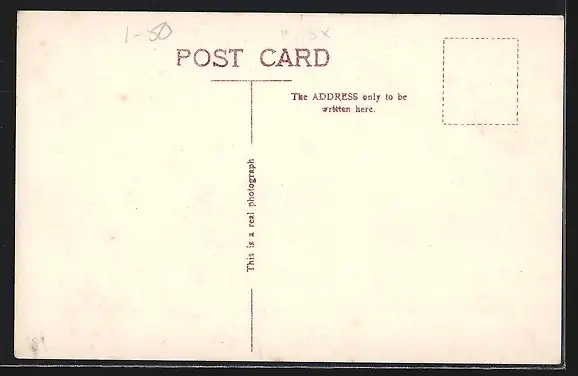 1-50
POST CARD
The ADDRESS only to be
written here.
This is a real photograph